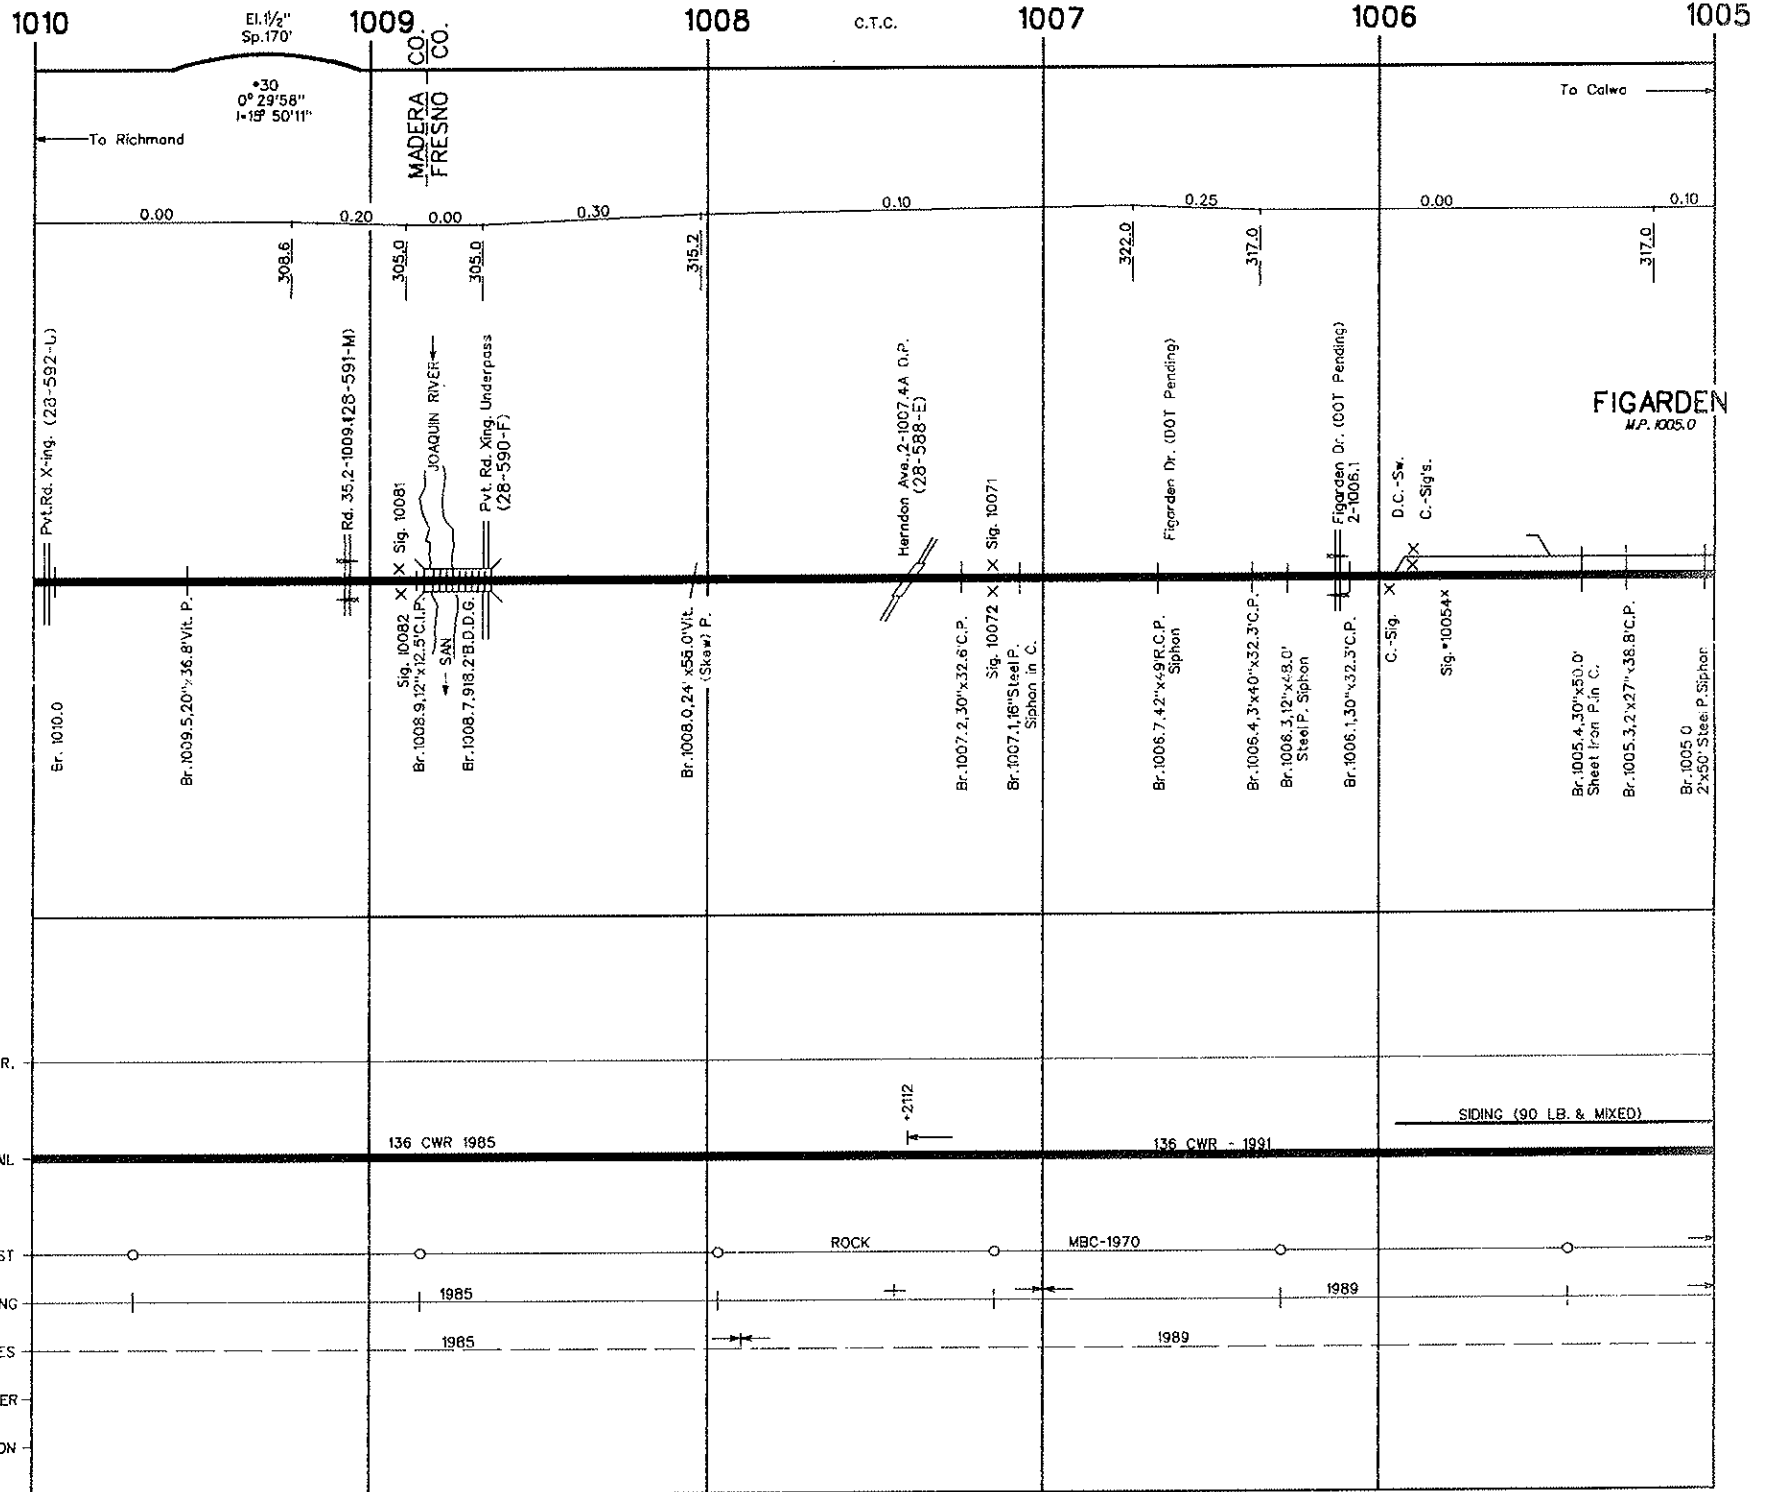 1010
1009
1008
C.T.C.
1007
1006
1005
El.1½"
Sp.170'
MADERA CO.
FRESNO CO.
•30
0° 29'58"
I=15° 50'11"
To Richmond
To Calwa
0.00
0.20
0.00
0.30
0.10
0.25
0.00
0.10
308.6
305.0
305.0
315.2
322.0
317.0
317.0
Pvt.Rd. X-ing. (28-592-U)
Rd. 35,2-1009.1(28-591-M)
Sig. 10081
JOAQUIN RIVER
Pvt. Rd. Xing. Underpass
(28-590-F)
Herndon Ave.,2-1007.4A O.P.
(28-588-E)
Sig. 10071
Figarden Dr. (DOT Pending)
Figarden Dr. (DOT Pending)
2-1006.1
D.C.-Sw.
C.-Sig's.
FIGARDEN
M.P. 1005.0
Br. 1010.0
Br.1009.5,20"x36.8'Vit. P.
Sig. 10082
Br.1008.9,12"x12.5'C.I.P.
SAN
Br.1008.7,918.2'B.D.D.G.
Br.1008.0,24"x56.0'Vit.
(Skew) P.
Br.1007.2,30"x32.6'C.P.
Sig. 10072
Br.1007.1,16"Steel P.
Siphon in C.
Br.1006.7,42"x49'R.C.P.
Siphon
Br.1006.4,3'x40"x32.3'C.P.
Br.1006.3,12"x48.0'
Steel P. Siphon
Br.1006.1,30"x32.3'C.P.
C.-Sig.
Sig.•10054x
Br.1005.4,30"x50.0'
Sheet Iron P.in C.
Br.1005.3,2'x27"x38.8'C.P.
Br.1005.0
2'x50' Steel P.Siphon
R.
+2112
SIDING (90 LB. & MIXED)
136 CWR 1985
136 CWR - 1991
NL
ST
ROCK
MBC-1970
NG
1985
1989
ES
1985
1989
ER
ON